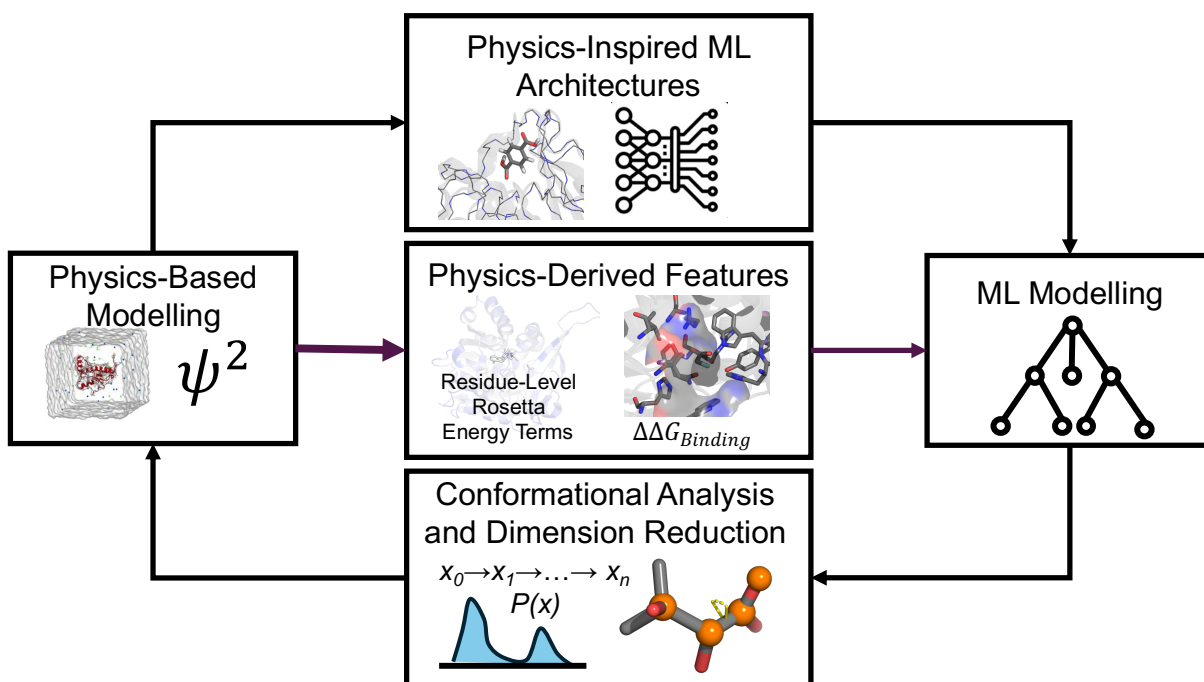 Physics-Inspired ML
Architectures
Physics-Based
Modelling
ψ²
Physics-Derived Features
Residue-Level
Rosetta
Energy Terms
ΔΔG_Binding
ML Modelling
Conformational Analysis
and Dimension Reduction
x₀→x₁→…→ xₙ
P(x)